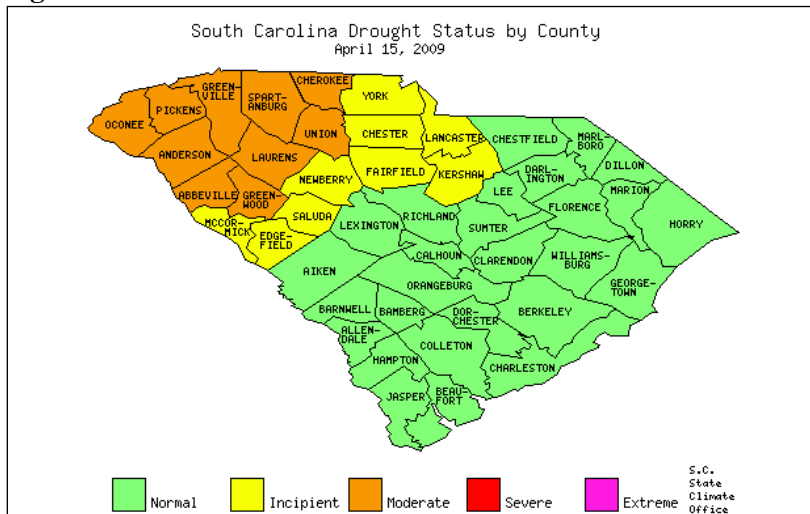 South Carolina Drought Status by County
April 15, 2009
CHEROKEE
GREEN-
VILLE
SPART-
ANBURG
YORK
PICKENS
OCONEE
UNION
CHESTER
LANCASTER
CHESTFIELD
MARL-
BORO
ANDERSON
LAURENS
DILLON
NEWBERRY
FAIRFIELD
KERSHAW
DAR-
LINGTON
LEE
MARION
ABBEVILLE
GREEN-
WOOD
FLORENCE
SALUDA
MCCOR-
MICK
EDGE-
FIELD
LEXINGTON
RICHLAND
SUMTER
HORRY
CALHOUN
CLARENDON
WILLIAMS-
BURG
AIKEN
ORANGEBURG
GEORGE-
TOWN
BARNWELL
BAMBERG
DOR-
CHESTER
BERKELEY
ALLEN-
DALE
COLLETON
HAMPTON
CHARLESTON
JASPER
BEAU-
FORT
Normal
Incipient
Moderate
Severe
Extreme
S.C.
State
Climate
Office